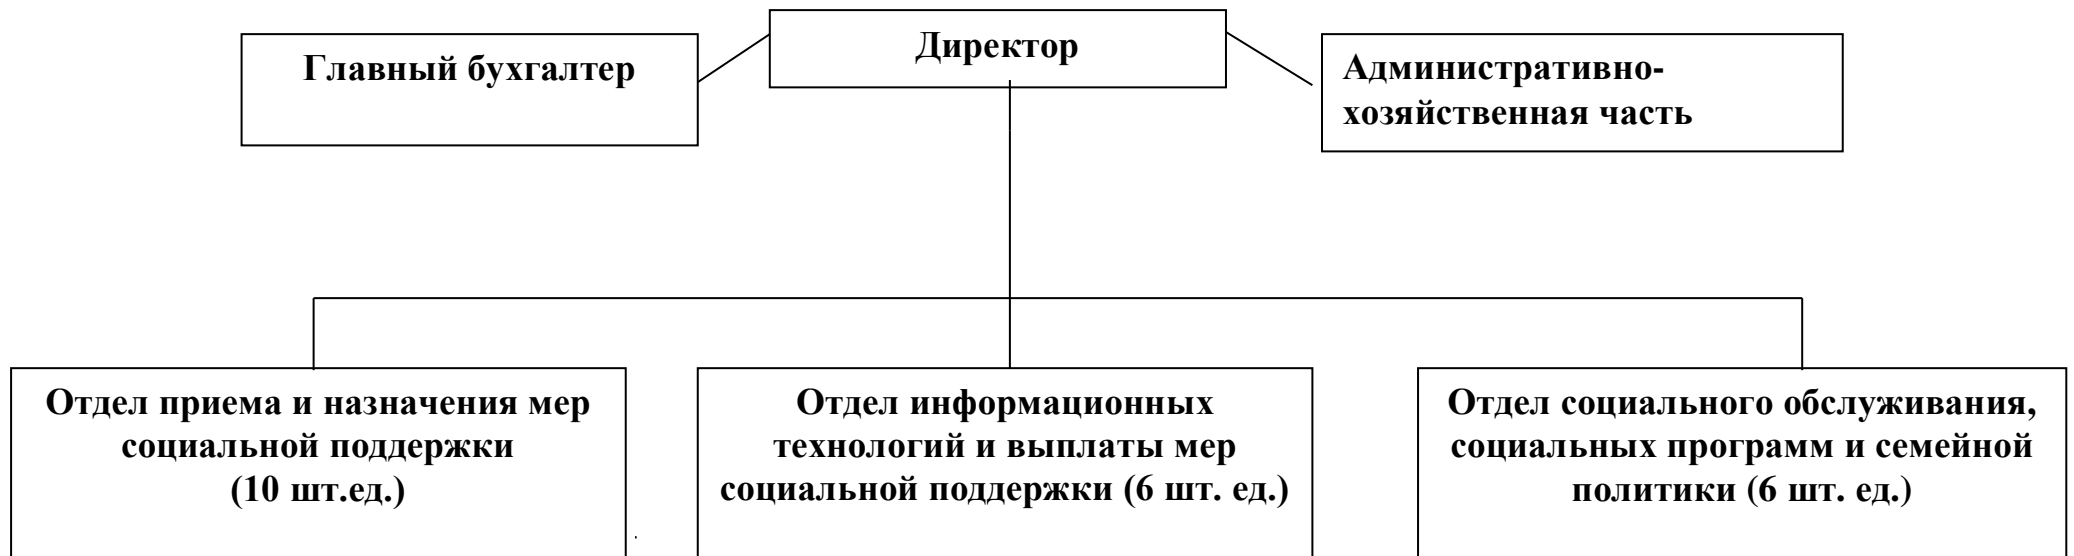 Директор
Главный бухгалтер
Административно-
хозяйственная часть
Отдел приема и назначения мер
социальной поддержки
(10 шт.ед.)
Отдел информационных
технологий и выплаты мер
социальной поддержки (6 шт. ед.)
Отдел социального обслуживания,
социальных программ и семейной
политики (6 шт. ед.)